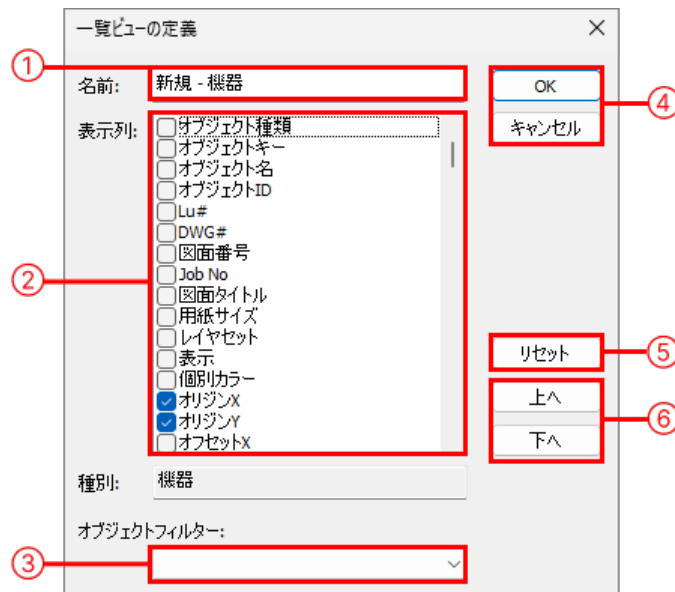 一覧ビューの定義
①
名前:
新規 - 機器
OK
④
キャンセル
表示列:
オブジェクト種類
オブジェクトキー
オブジェクト名
オブジェクトID
Lu#
DWG#
図面番号
②
Job No
図面タイトル
用紙サイズ
レイヤセット
表示
個別カラー
オリジンX
オリジンY
オフセットX
リセット
⑤
上へ
⑥
下へ
種別:
機器
オブジェクトフィルター:
③